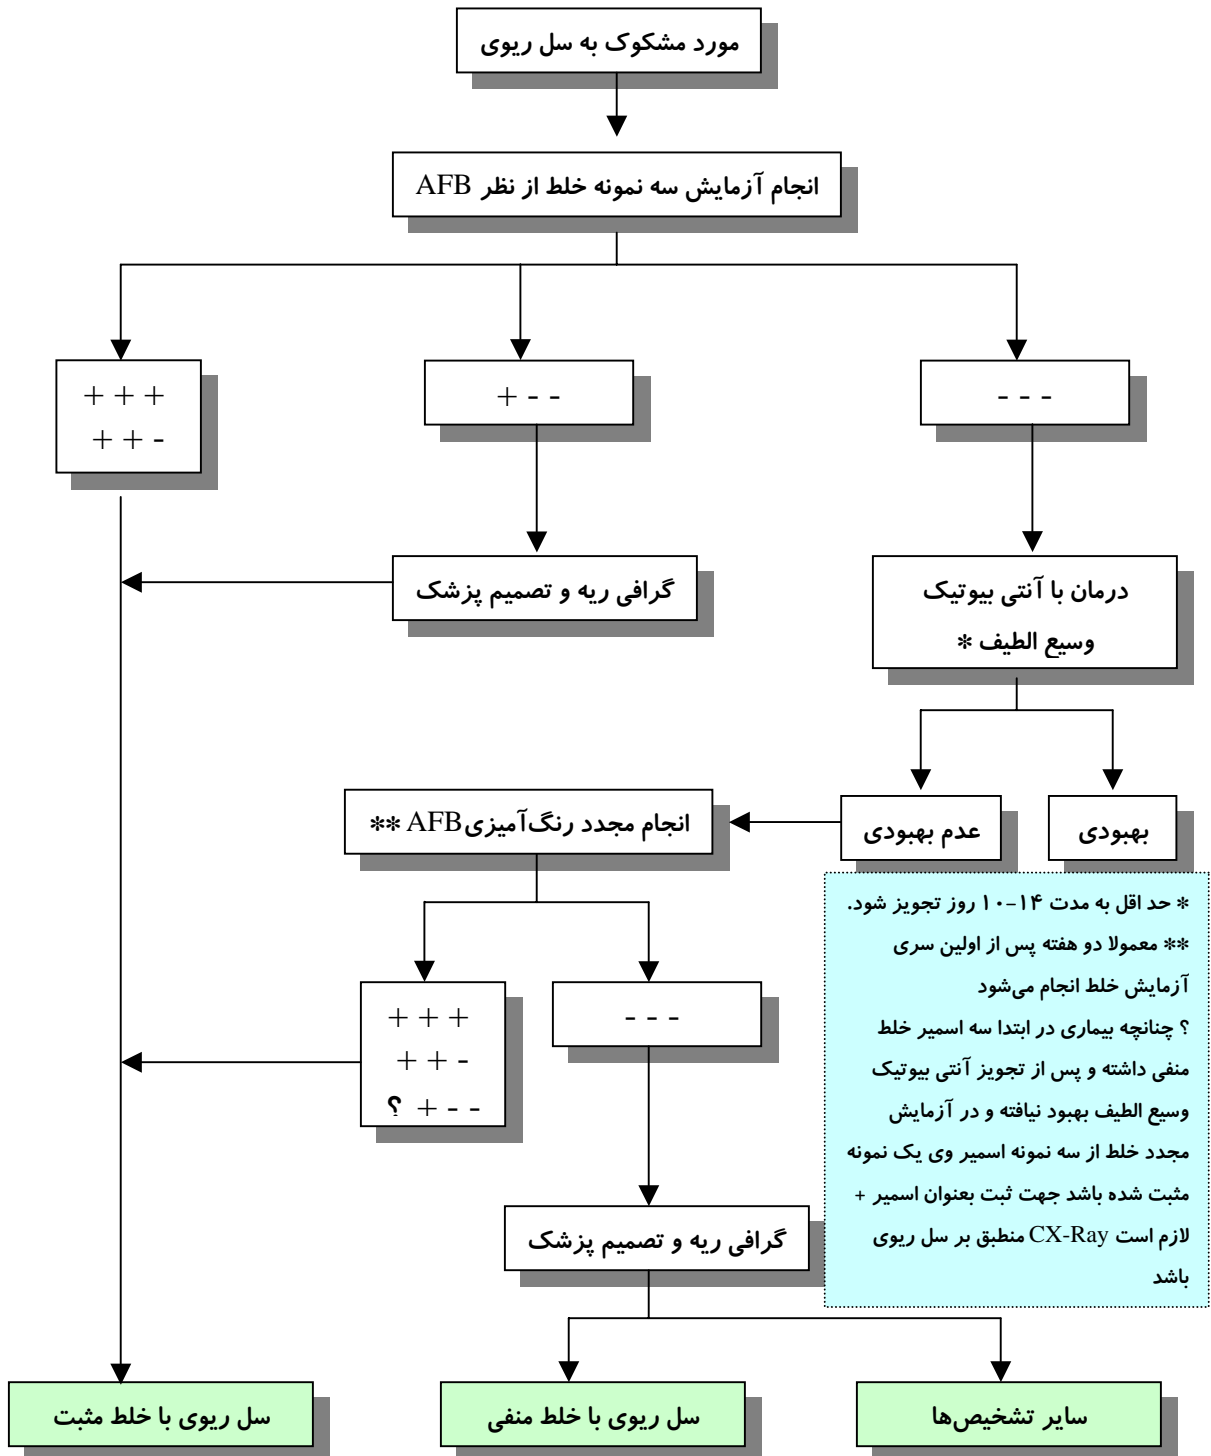 مورد مشکوک به سل ریوی
انجام آزمایش سه نمونه خلط از نظر AFB
+ + +
+ + -
+ - -
- - -
گرافی ریه و تصمیم پزشک
درمان با آنتی بیوتیک
وسیع الطیف *
انجام مجدد رنگ‌آمیزی AFB **
عدم بهبودی
بهبودی
* حد اقل به مدت ۱۴-۱۰ روز تجویز شود.
** معمولا دو هفته پس از اولین سری
آزمایش خلط انجام می‌شود
؟ چنانچه بیماری در ابتدا سه اسمیر خلط
منفی داشته و پس از تجویز آنتی بیوتیک
وسیع الطیف بهبود نیافته و در آزمایش
مجدد خلط از سه نمونه اسمیر وی یک نمونه
مثبت شده باشد جهت ثبت بعنوان اسمیر +
لازم است CX-Ray منطبق بر سل ریوی
باشد
+ + +
+ + -
؟ + - -
- - -
گرافی ریه و تصمیم پزشک
سل ریوی با خلط مثبت
سل ریوی با خلط منفی
سایر تشخیص‌ها